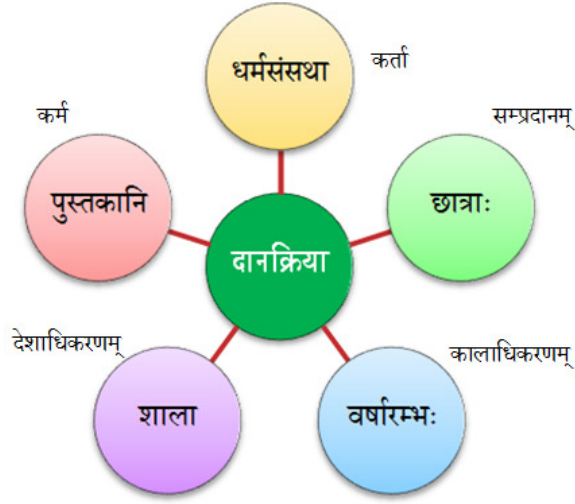 धर्मसंसथा
कर्ता
कर्म
सम्प्रदानम्
पुस्तकानि
छात्राः
दानक्रिया
देशाधिकरणम्
कालाधिकरणम्
शाला
वर्षारम्भः